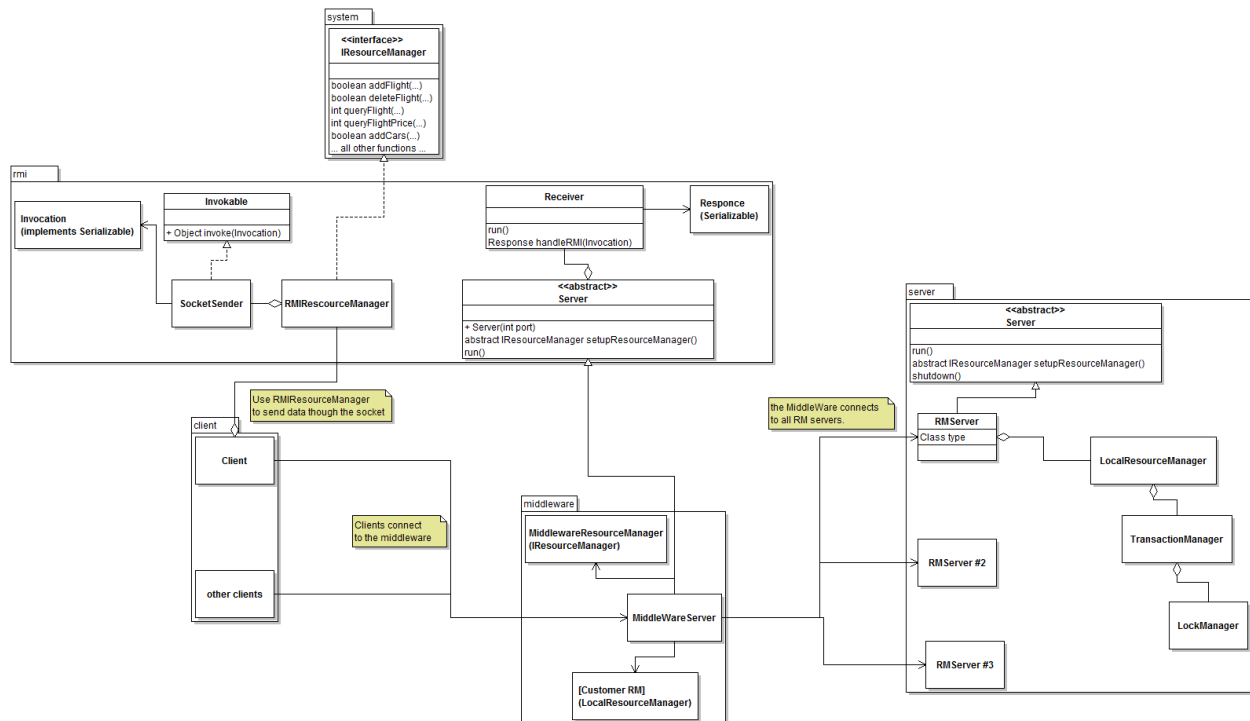 system
<<interface>>
IResourceManager
boolean addFlight(...)
boolean deleteFlight(...)
int queryFlight(...)
int queryFlightPrice(...)
boolean addCars(...)
... all other functions ...
rmi
Invocation
(implements Serializable)
Invokable
+ Object invoke(Invocation)
Receiver
run()
Response handleRMI(Invocation)
Responce
(Serializable)
SocketSender
RMIRescourceManager
<<abstract>>
Server
+ Server(int port)
abstract IResourceManager setupResourceManager()
run()
server
<<abstract>>
Server
run()
abstract IResourceManager setupResourceManager()
shutdown()
Use RMIResourceManager
to send data though the socket
the MiddleWare connects
to all RM servers.
client
Client
RMServer
Class type
LocalResourceManager
Clients connect
to the middleware
middleware
MiddlewareResourceManager
(IResourceManager)
TransactionManager
RMServer #2
other clients
MiddleWareServer
LockManager
RMServer #3
[Customer RM]
(LocalResourceManager)